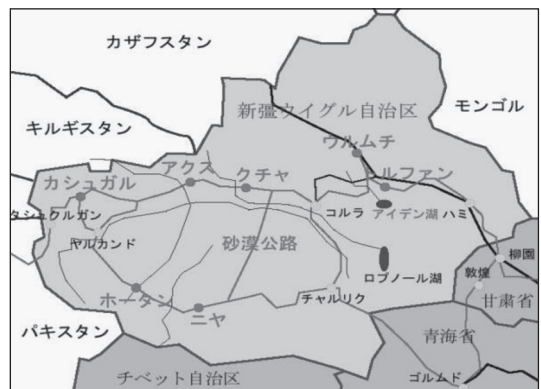 カザフスタン
モンゴル
新疆ウイグル自治区
キルギスタン
ウルムチ
アクス
クチャ
ルファン
カシュガル
タシュクルガン
コルラ
アイデン湖
ハミ
ヤルカンド
砂漠公路
柳園
ロプノール湖
敦煌
ホータン
チャルリク
甘粛省
ニヤ
パキスタン
青海省
チベット自治区
ゴルムド